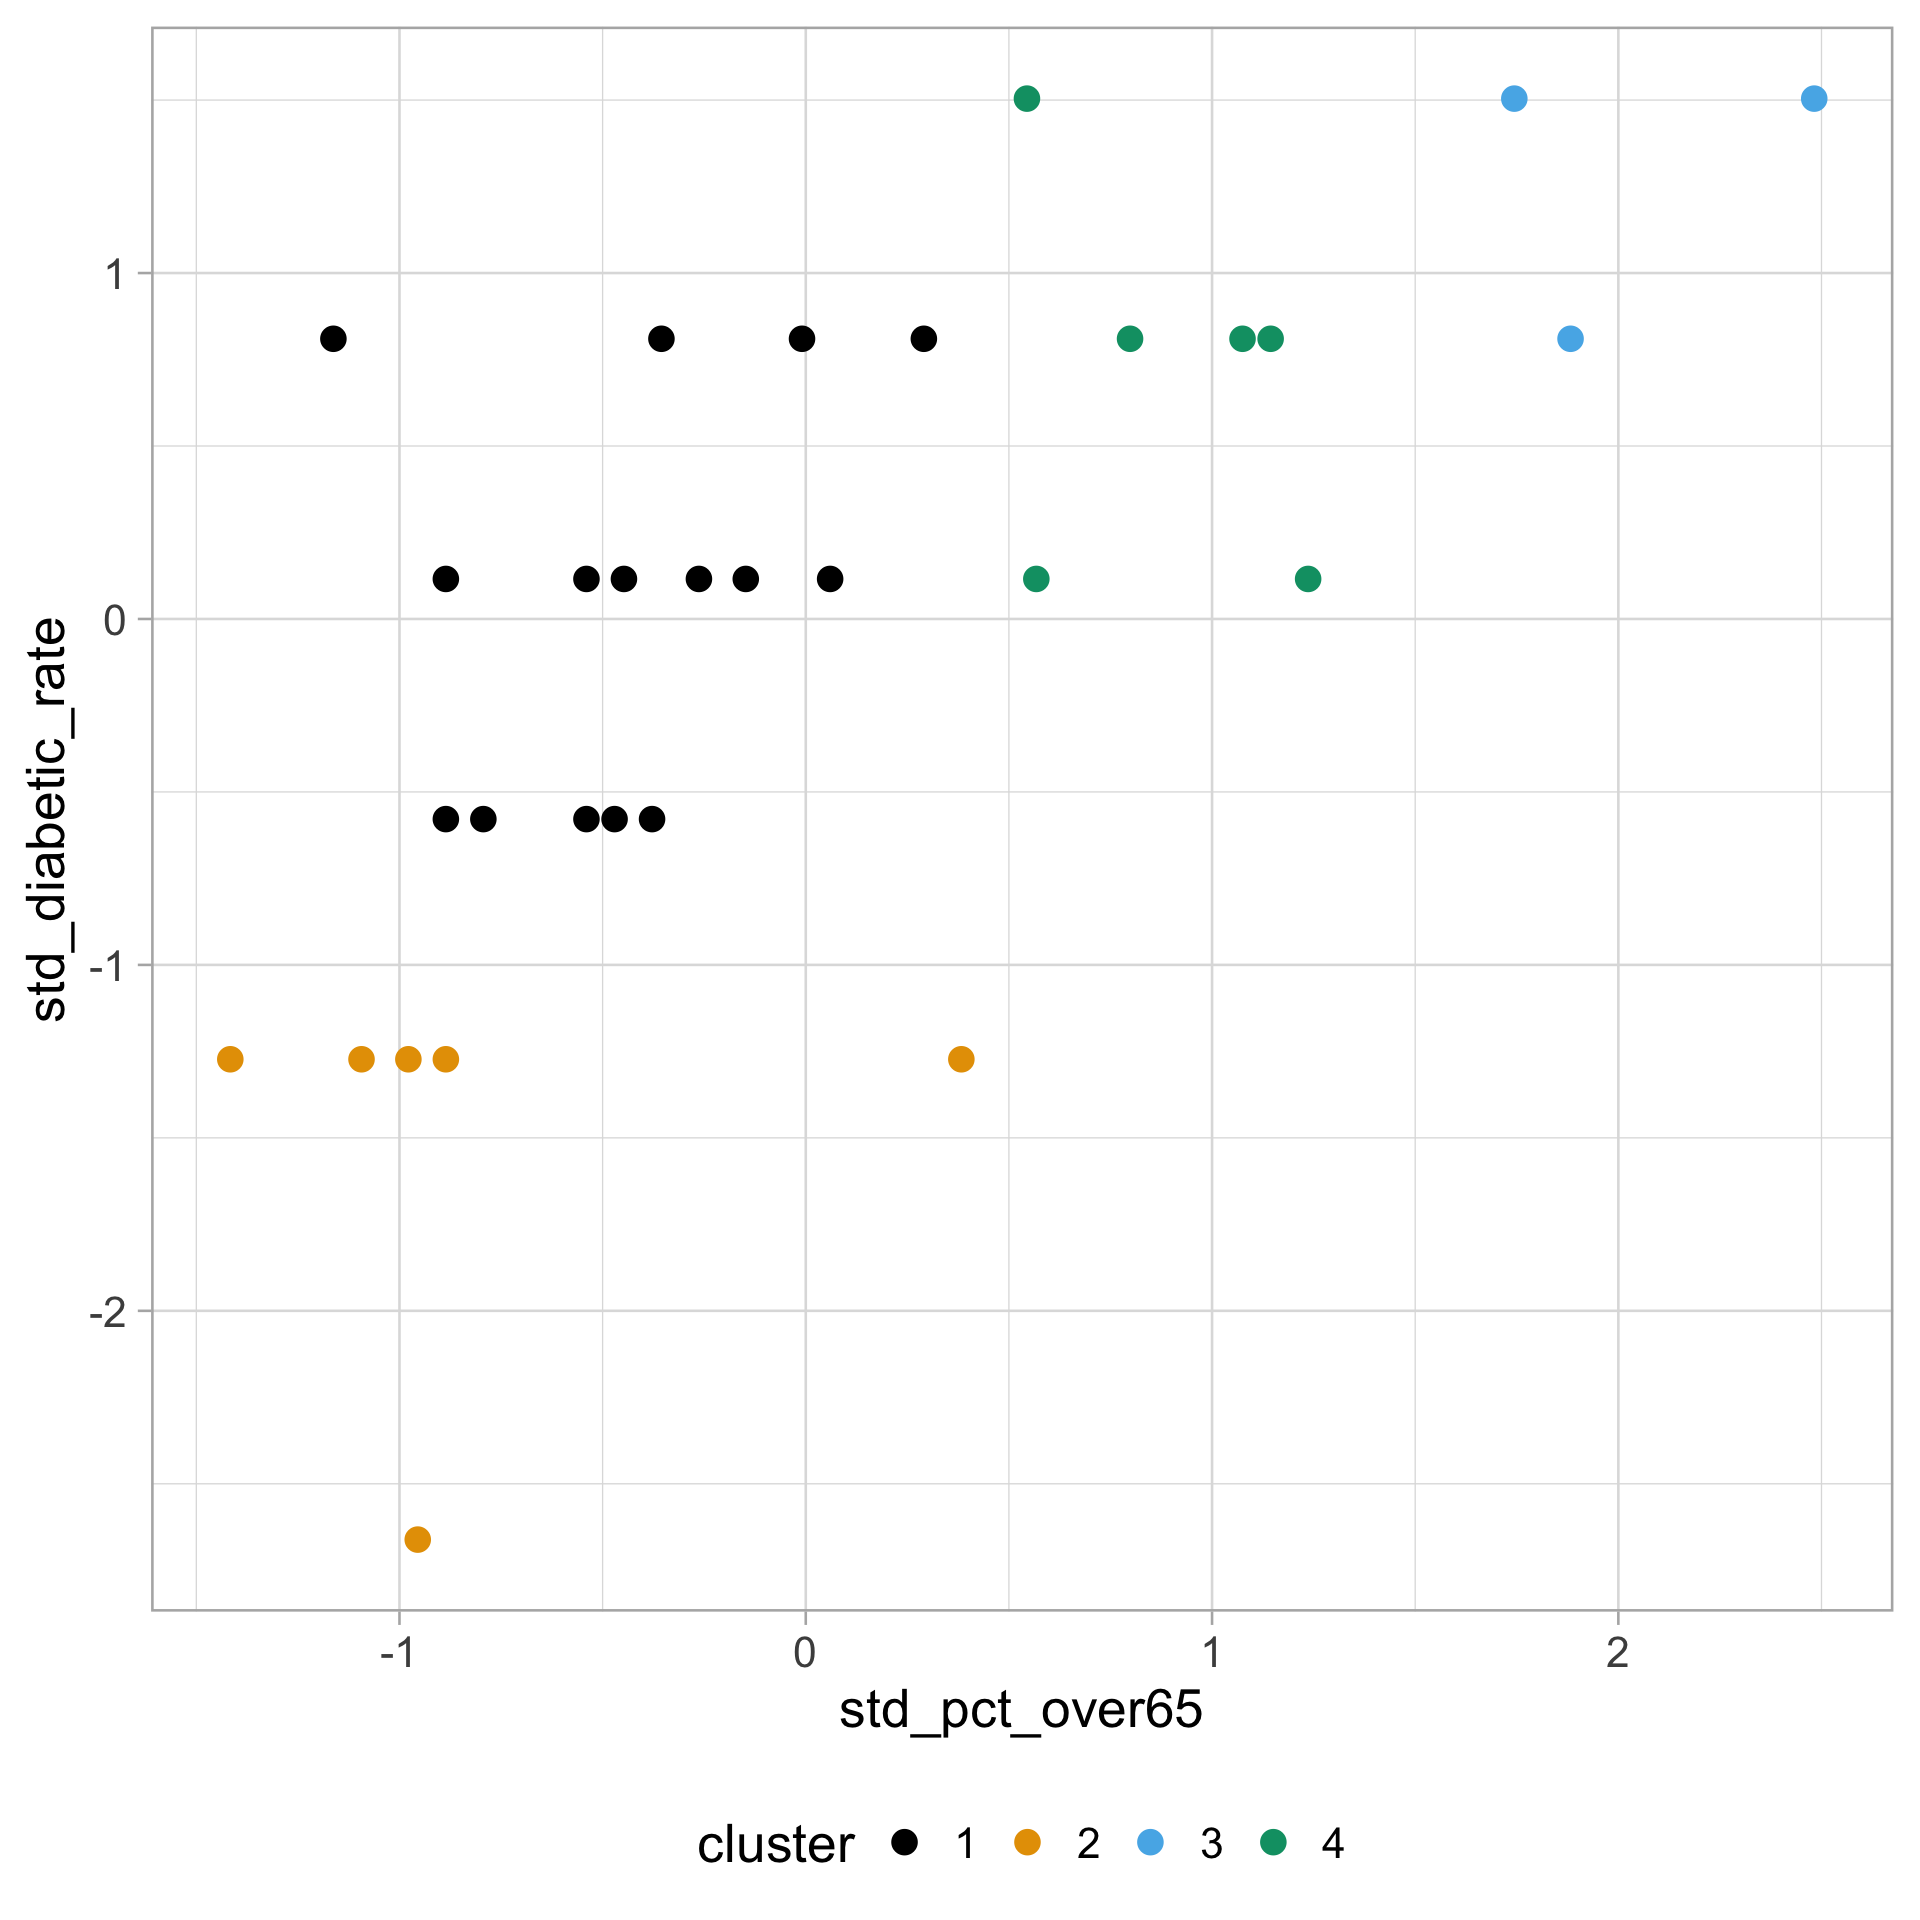 1
0
-1
-2
std_diabetic_rate
-1 0 1 2
std_pct_over65
cluster 1 2 3 4